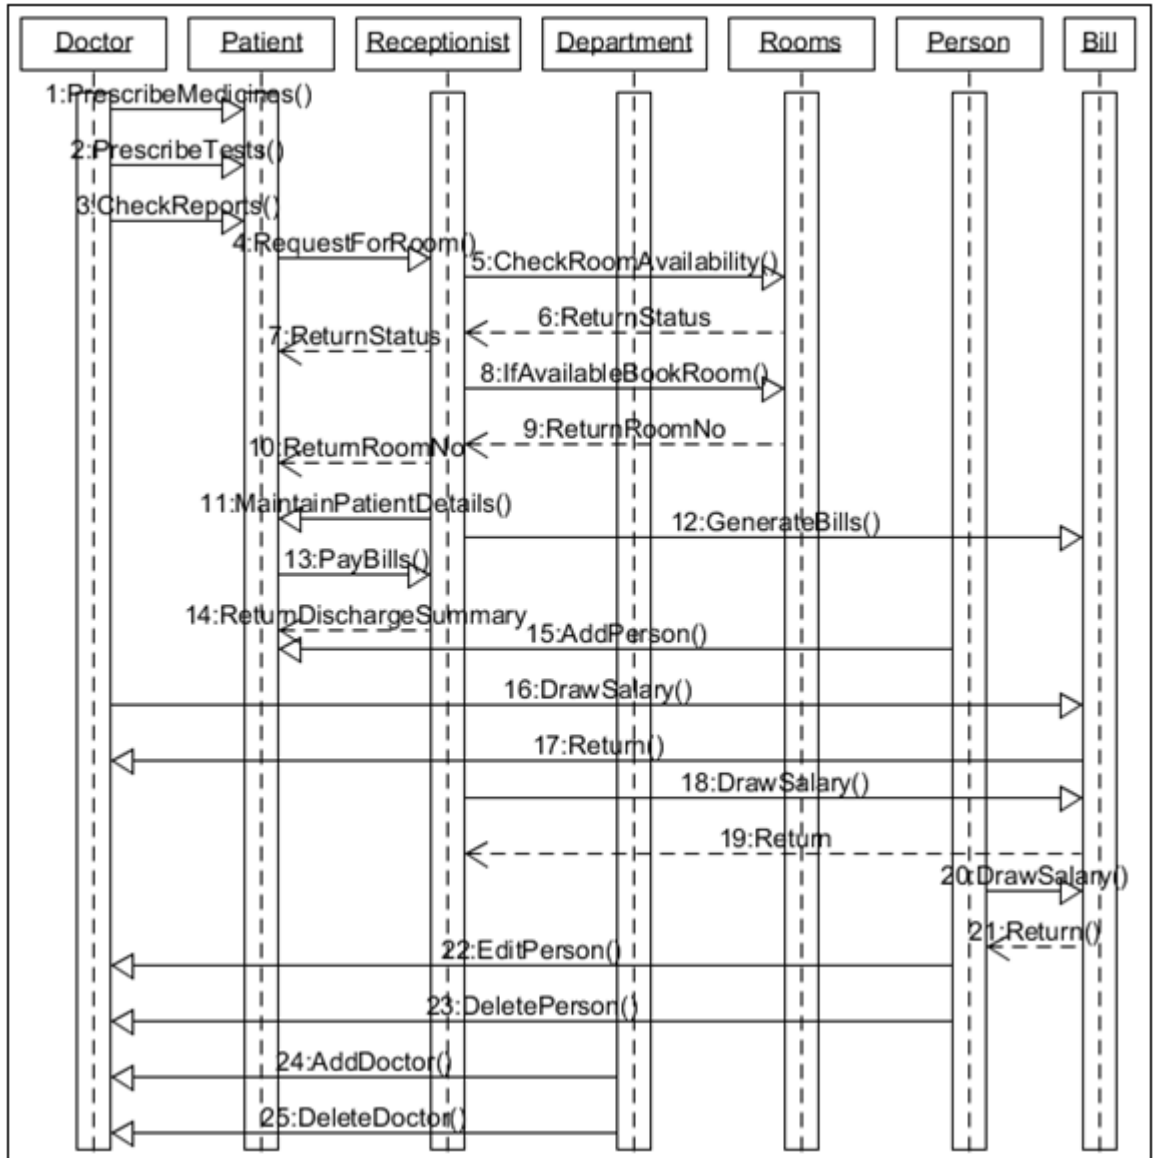 Doctor
Patient
Receptionist
Department
Rooms
Person
Bill
1:PrescribeMedicines()
2:PrescribeTests()
3:CheckReports()
4:RequestForRoom()
5:CheckRoomAvailability()
6:ReturnStatus
7:ReturnStatus
8:IfAvailableBookRoom()
9:ReturnRoomNo
10:ReturnRoomNo
11:MaintainPatientDetails()
12:GenerateBills()
13:PayBills()
14:ReturnDischargeSummary
15:AddPerson()
16:DrawSalary()
17:Return()
18:DrawSalary()
19:Return
20:DrawSalary()
21:Return()
22:EditPerson()
23:DeletePerson()
24:AddDoctor()
25:DeleteDoctor()